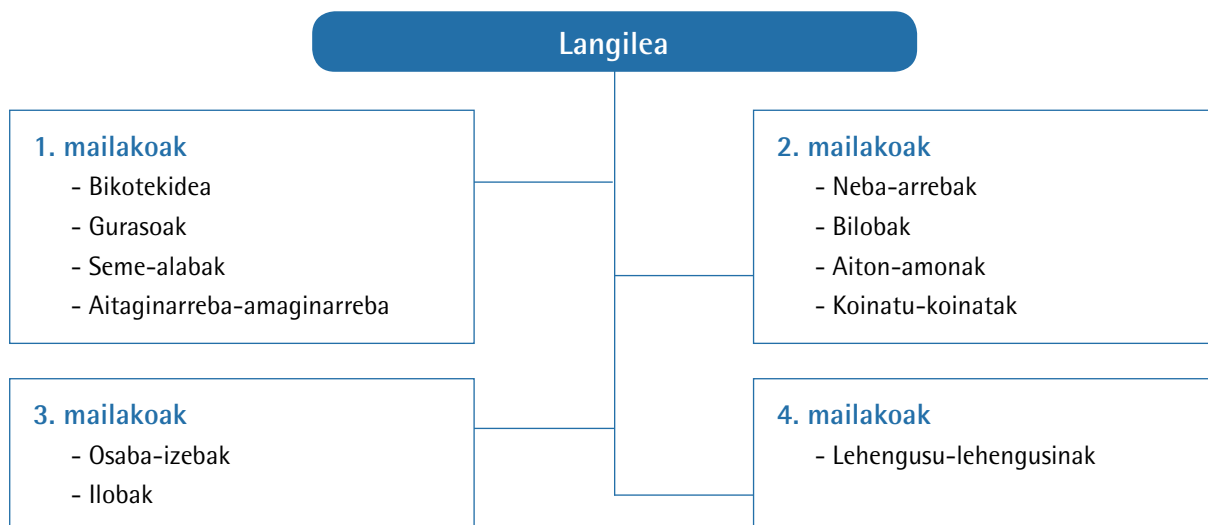 Langilea
1. mailakoak
- Bikotekidea
- Gurasoak
- Seme-alabak
- Aitaginarreba-amaginarreba
2. mailakoak
- Neba-arrebak
- Bilobak
- Aiton-amonak
- Koinatu-koinatak
3. mailakoak
- Osaba-izebak
- Ilobak
4. mailakoak
- Lehengusu-lehengusinak